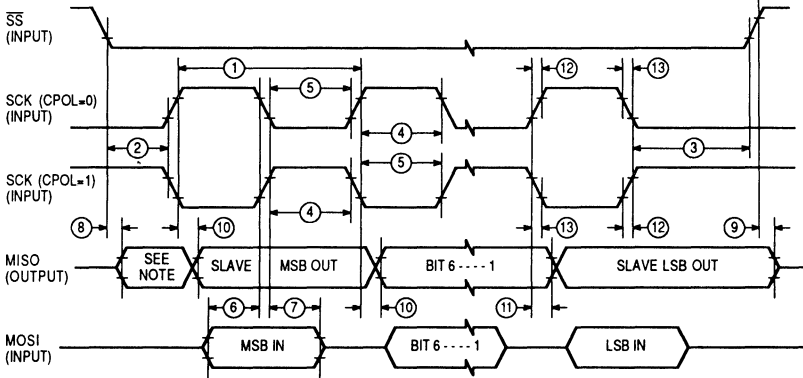 SS
(INPUT)
1
12
13
5
SCK (CPOL=0)
(INPUT)
4
2
3
5
SCK (CPOL=1)
(INPUT)
4
8
10
13
12
9
MISO
(OUTPUT)
SEE
NOTE
SLAVE
MSB OUT
BIT 6 - - - - 1
SLAVE LSB OUT
6
7
10
11
MOSI
(INPUT)
MSB IN
BIT 6 - - - - 1
LSB IN